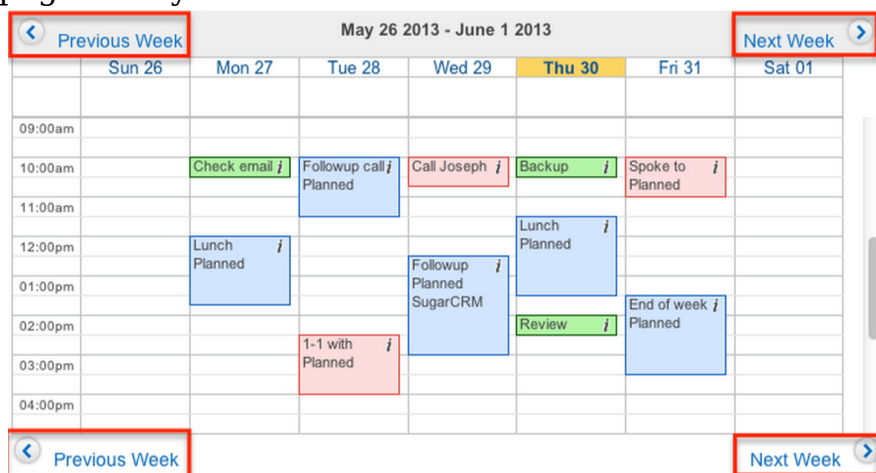 Previous Week
May 26 2013 - June 1 2013
Next Week
Sun 26 Mon 27 Tue 28 Wed 29 Thu 30 Fri 31 Sat 01
09:00am
10:00am
Check email i
Followup call i
Planned
Call Joseph i
Backup i
Spoke to i
Planned
11:00am
Lunch i
Planned
12:00pm
Lunch i
Planned
Followup i
Planned
SugarCRM
01:00pm
End of week i
Planned
02:00pm
Review i
1-1 with i
Planned
03:00pm
04:00pm
Previous Week
Next Week